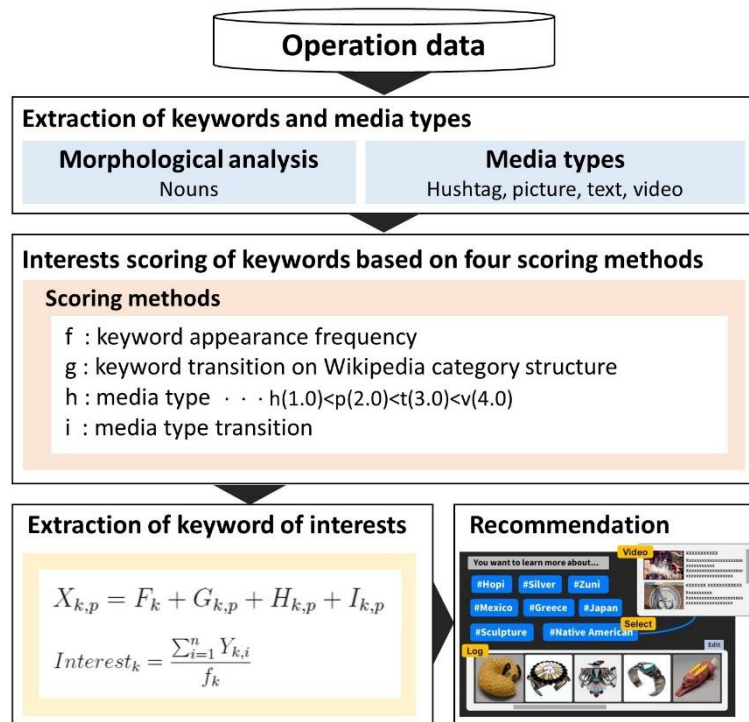 Operation data
Extraction of keywords and media types
Morphological analysis
Nouns
Media types
Hushtag, picture, text, video
Interests scoring of keywords based on four scoring methods
Scoring methods
f : keyword appearance frequency
g : keyword transition on Wikipedia category structure
h : media type · · · h(1.0)<p(2.0)<t(3.0)<v(4.0)
i : media type transition
Extraction of keyword of interests
X_{k,p} = F_k + G_{k,p} + H_{k,p} + I_{k,p}
Interest_k = \frac{\sum_{i=1}^{n} Y_{k,i}}{f_k}
Recommendation
You want to learn more about...
Video
#Hopi #Silver #Zuni
#Mexico #Greece #Japan
Select
#Sculpture #Native American
Log
Edit